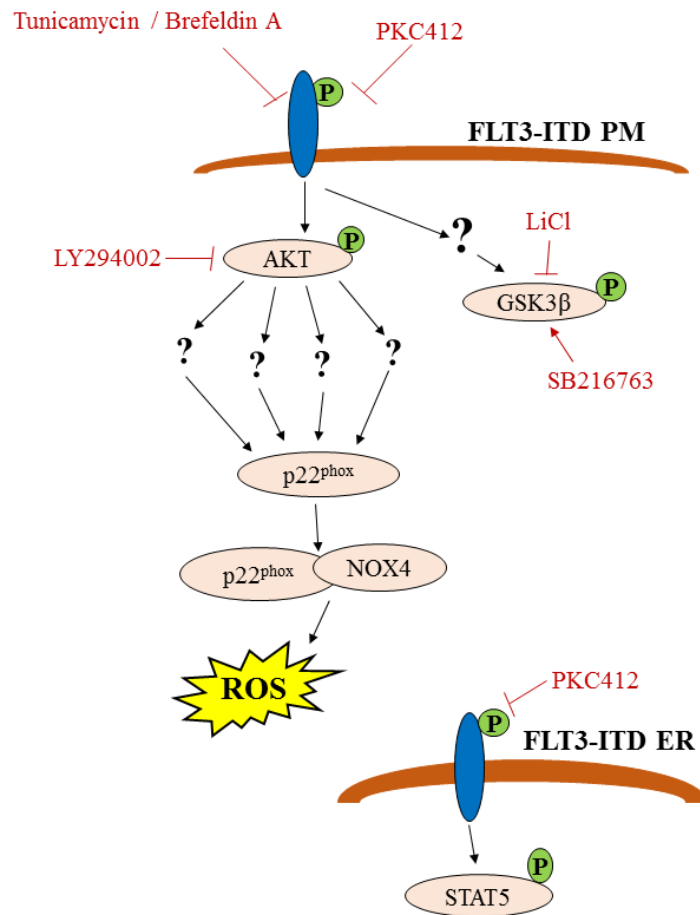 Tunicamycin / Brefeldin A
PKC412
P
FLT3-ITD PM
?
LiCl
LY294002
AKT
P
GSK3β
P
? ? ? ?
SB216763
p22phox
p22phox
NOX4
ROS
PKC412
P
FLT3-ITD ER
P
STAT5